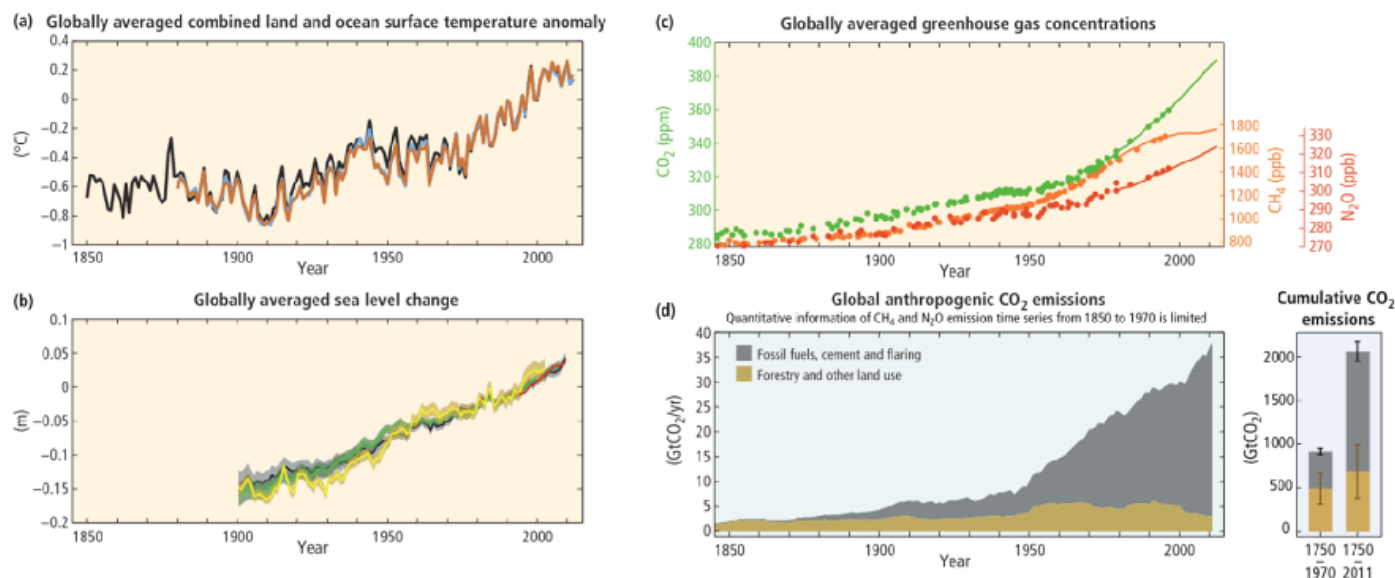 (a) Globally averaged combined land and ocean surface temperature anomaly
0.4
0.2
0
−0.2
−0.4
−0.6
−0.8
−1
(°C)
1850 1900 1950 2000
Year
(b) Globally averaged sea level change
0.1
0.05
0
−0.05
−0.1
−0.15
−0.2
(m)
1850 1900 1950 2000
Year
(c) Globally averaged greenhouse gas concentrations
400
380
360
340
320
300
280
CO₂ (ppm)
1800
1600
1400
1200
1000
800
CH₄ (ppb)
330
320
310
300
290
280
270
N₂O (ppb)
1850 1900 1950 2000
Year
(d) Global anthropogenic CO₂ emissions
Quantitative information of CH₄ and N₂O emission time series from 1850 to 1970 is limited
40
35
30
25
20
15
10
5
0
(GtCO₂/yr)
Fossil fuels, cement and flaring
Forestry and other land use
1850 1900 1950 2000
Year
Cumulative CO₂
emissions
2000
1500
1000
500
0
(GtCO₂)
1750 1750
– –
1970 2011